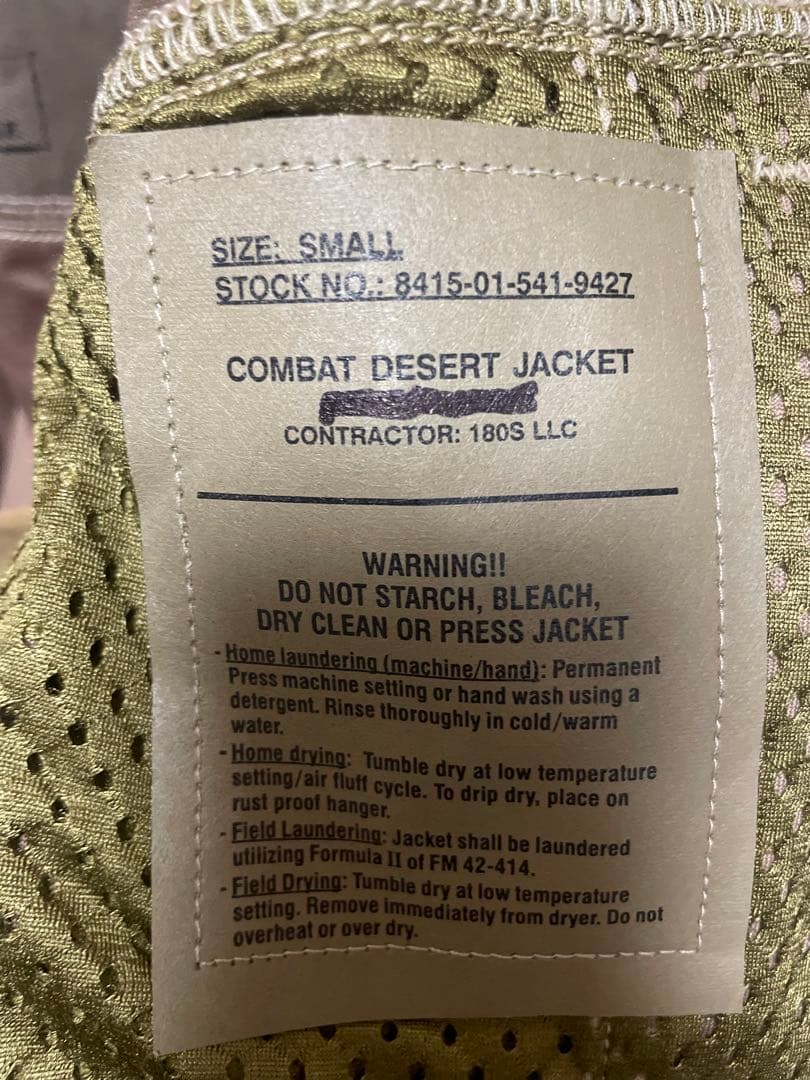 SIZE: SMALL
STOCK NO.: 8415-01-541-9427
COMBAT DESERT JACKET
CONTRACTOR: 180S LLC
WARNING!!
DO NOT STARCH, BLEACH,
DRY CLEAN OR PRESS JACKET
- Home laundering (machine/hand): Permanent
Press machine setting or hand wash using a
detergent. Rinse thoroughly in cold/warm
water.
- Home drying: Tumble dry at low temperature
setting/air fluff cycle. To drip dry, place on
rust proof hanger.
- Field Laundering: Jacket shall be laundered
utilizing Formula II of FM 42-414.
- Field Drying: Tumble dry at low temperature
setting. Remove immediately from dryer. Do not
overheat or over dry.